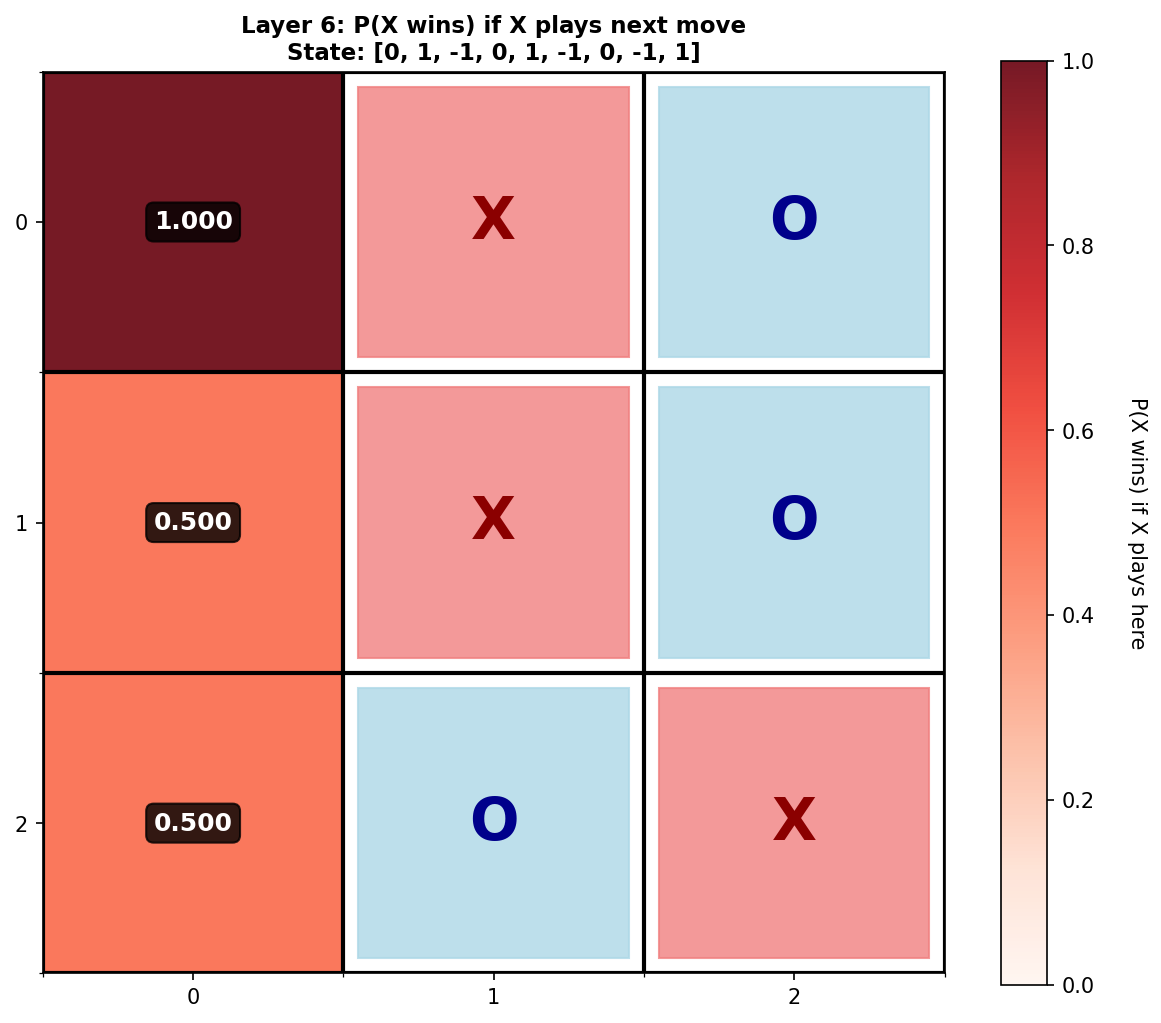 Layer 6: P(X wins) if X plays next move
State: [0, 1, -1, 0, 1, -1, 0, -1, 1]
1.0
0 1.000 X O
0.8
0.6
P(X wins) if X plays here
1 0.500 X O
0.4
2 0.500 O X
0.2
0.0
0 1 2